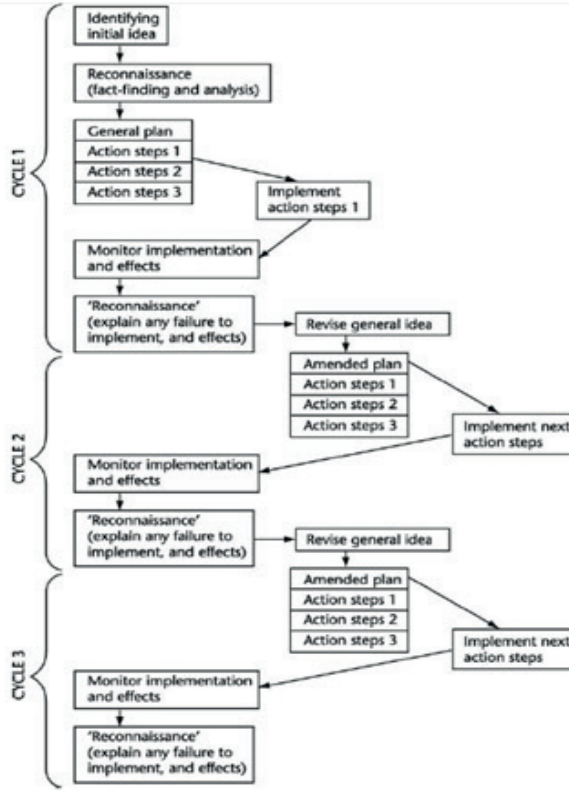 CYCLE 1
Identifying
initial idea
Reconnaissance
(fact-finding and analysis)
General plan
Action steps 1
Action steps 2
Action steps 3
Implement
action steps 1
Monitor implementation
and effects
'Reconnaissance'
(explain any failure to
implement, and effects)
Revise general idea
CYCLE 2
Amended plan
Action steps 1
Action steps 2
Action steps 3
Implement next
action steps
Monitor implementation
and effects
'Reconnaissance'
(explain any failure to
implement, and effects)
Revise general idea
CYCLE 3
Amended plan
Action steps 1
Action steps 2
Action steps 3
Implement next
action steps
Monitor implementation
and effects
'Reconnaissance'
(explain any failure to
implement, and effects)